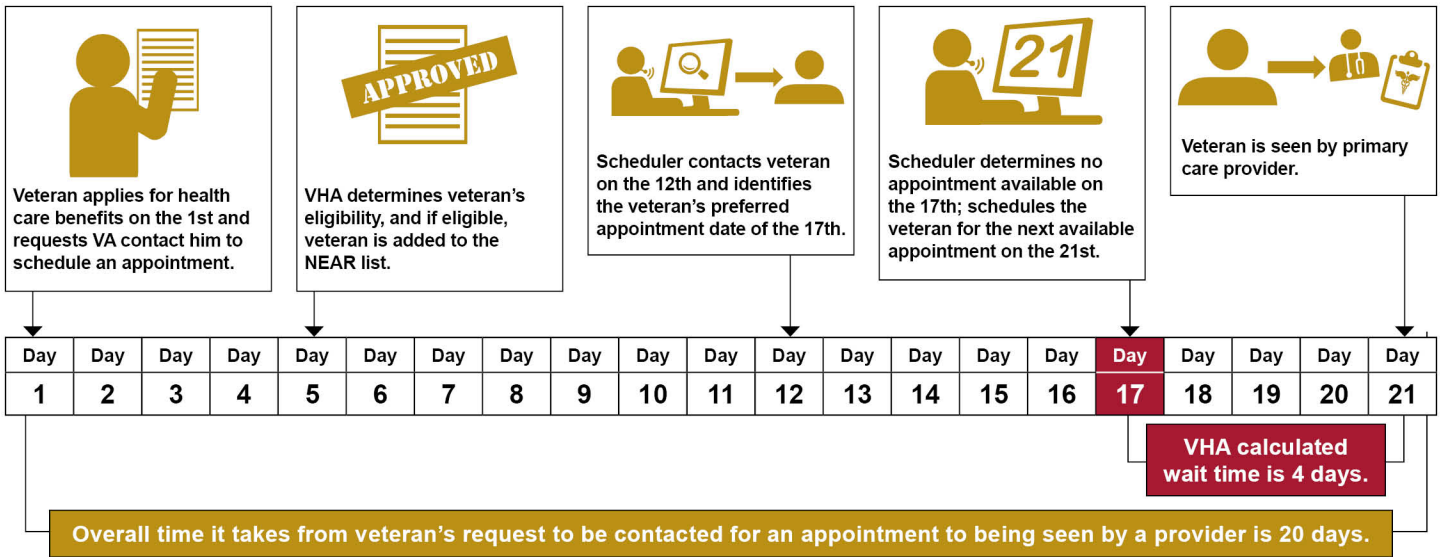 Veteran applies for health
care benefits on the 1st and
requests VA contact him to
schedule an appointment.
APPROVED
VHA determines veteran's
eligibility, and if eligible,
veteran is added to the
NEAR list.
Scheduler contacts veteran
on the 12th and identifies
the veteran's preferred
appointment date of the 17th.
21
Scheduler determines no
appointment available on
the 17th; schedules the
veteran for the next available
appointment on the 21st.
Veteran is seen by primary
care provider.
Day Day Day Day Day Day Day Day Day Day Day Day Day Day Day Day Day Day Day Day Day
1 2 3 4 5 6 7 8 9 10 11 12 13 14 15 16 17 18 19 20 21
VHA calculated
wait time is 4 days.
Overall time it takes from veteran's request to be contacted for an appointment to being seen by a provider is 20 days.